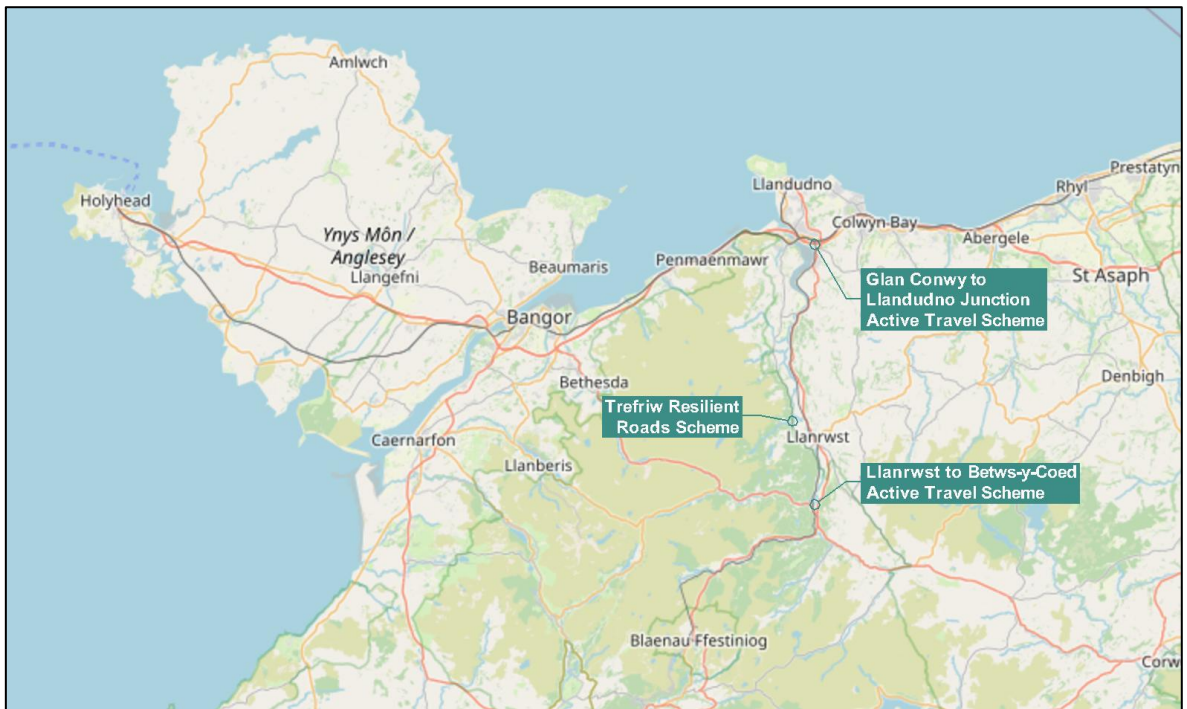 Amlwch
Holyhead
Ynys Môn /
Anglesey
Llangefni
Beaumaris
Bangor
Penmaenmawr
Llandudno
Colwyn Bay
Abergele
Rhyl
Prestatyn
St Asaph
Glan Conwy to
Llandudno Junction
Active Travel Scheme
Bethesda
Denbigh
Trefriw Resilient
Roads Scheme
Llanrwst
Caernarfon
Llanberis
Llanrwst to Betws-y-Coed
Active Travel Scheme
Blaenau Ffestiniog
Corw